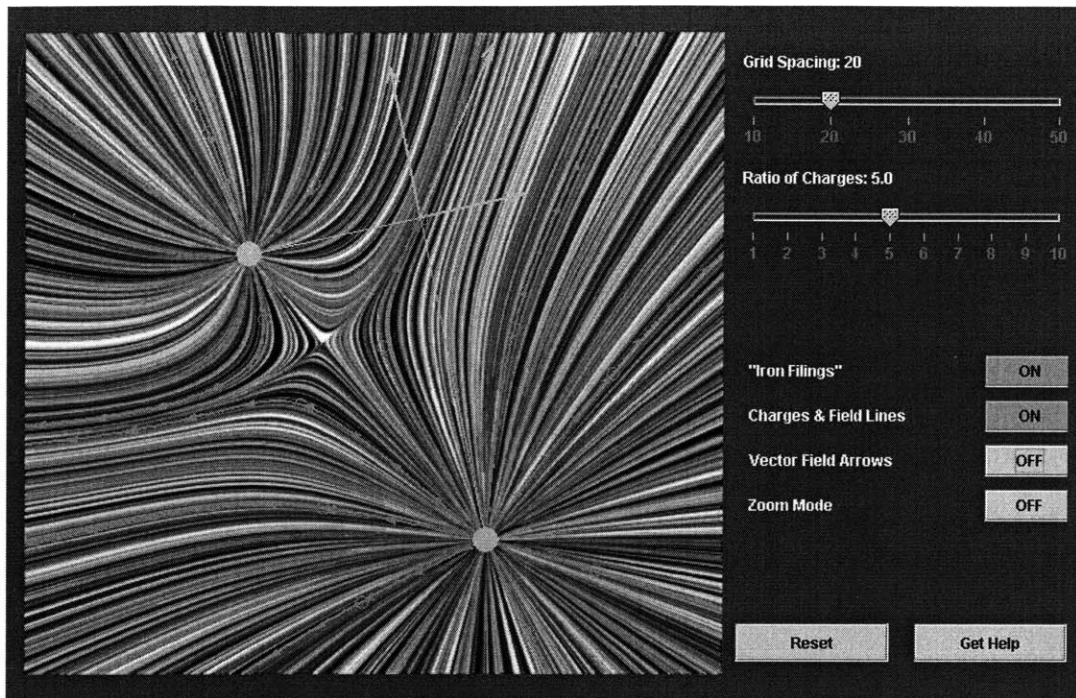 Grid Spacing: 20
10 20 30 40 50
Ratio of Charges: 5.0
1 2 3 4 5 6 7 8 9 10
"Iron Filings" ON
Charges & Field Lines ON
Vector Field Arrows OFF
Zoom Mode OFF
Reset Get Help